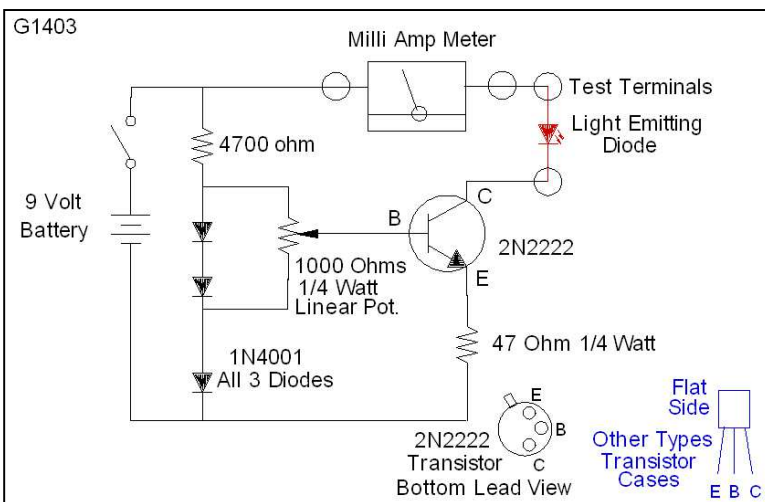 G1403
Milli Amp Meter
Test Terminals
Light Emitting
Diode
4700 ohm
9 Volt
Battery
B
C
E
2N2222
1000 Ohms
1/4 Watt
Linear Pot.
47 Ohm 1/4 Watt
1N4001
All 3 Diodes
E
B
C
2N2222
Transistor
Bottom Lead View
Flat
Side
Other Types
Transistor
Cases
E B C